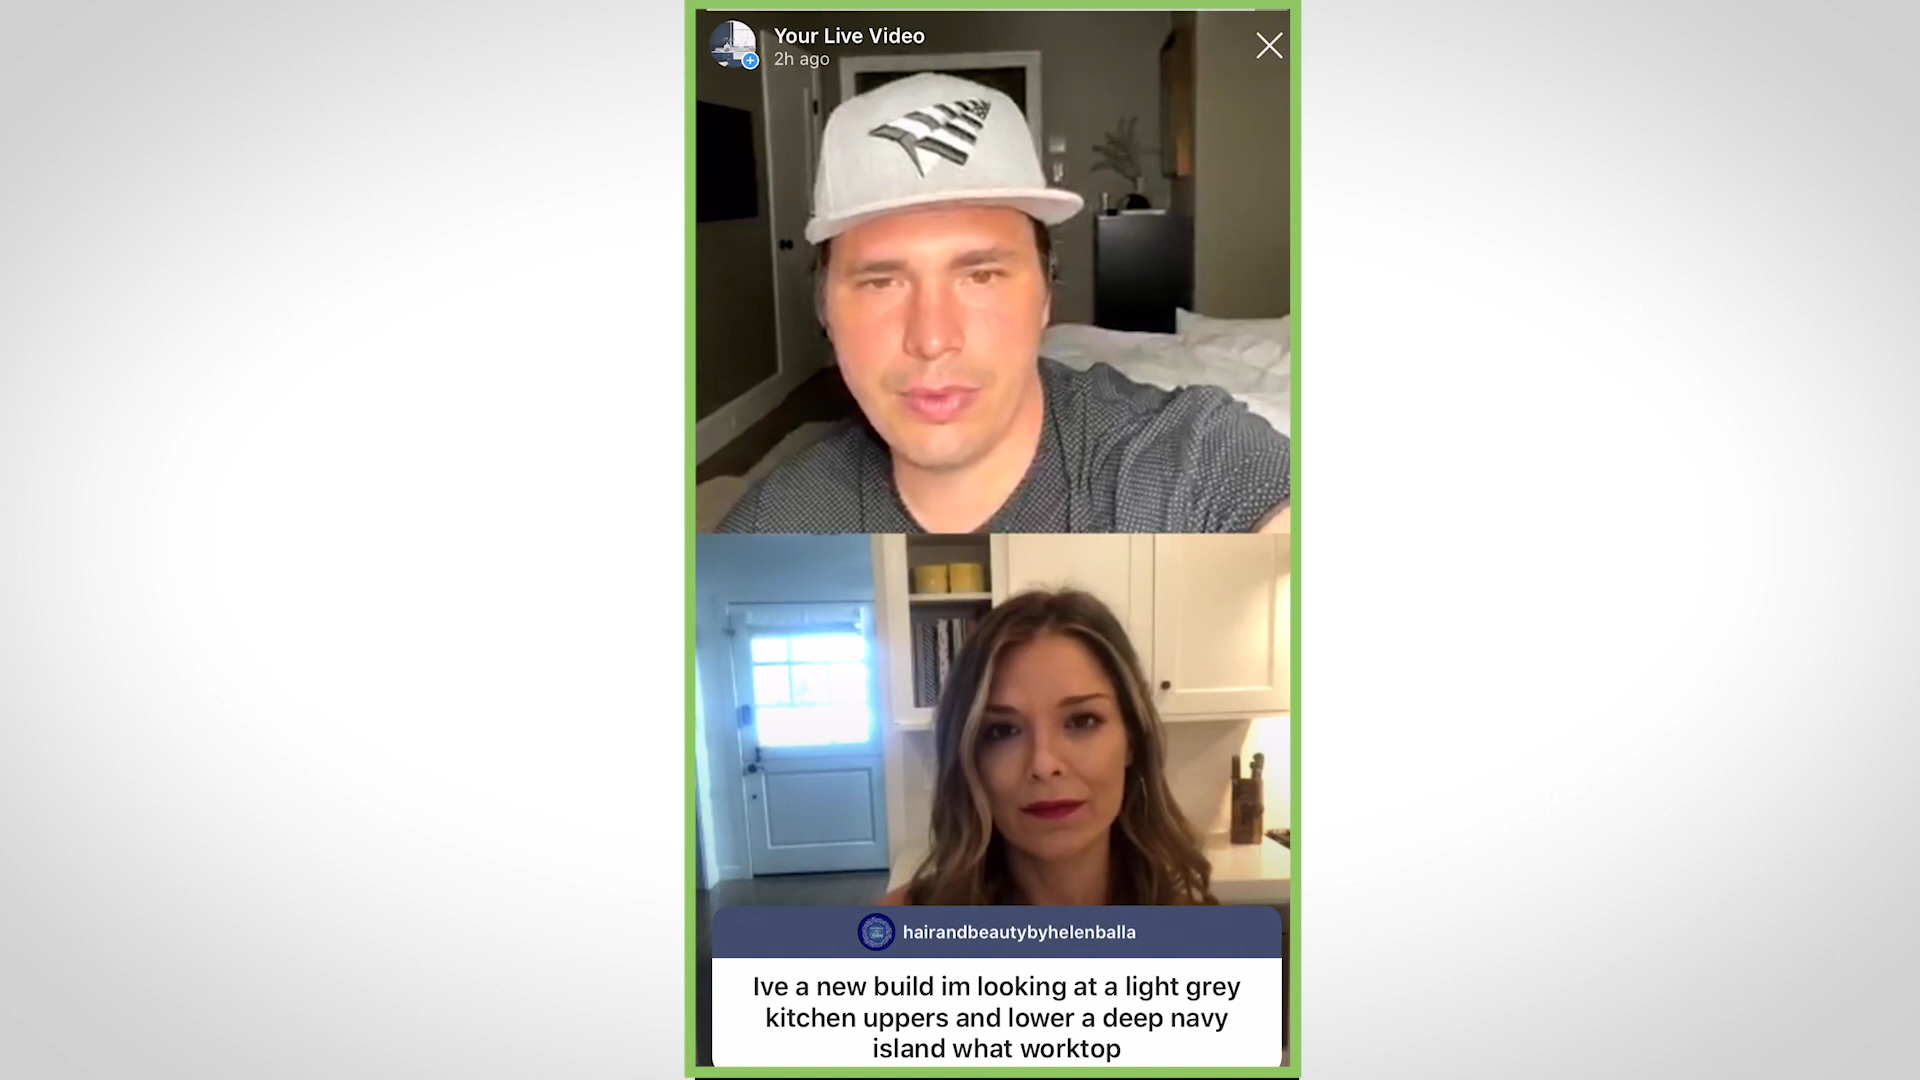 Your Live Video
2h ago
hairandbeautybyhelenballa
Ive a new build im looking at a light grey
kitchen uppers and lower a deep navy
island what worktop